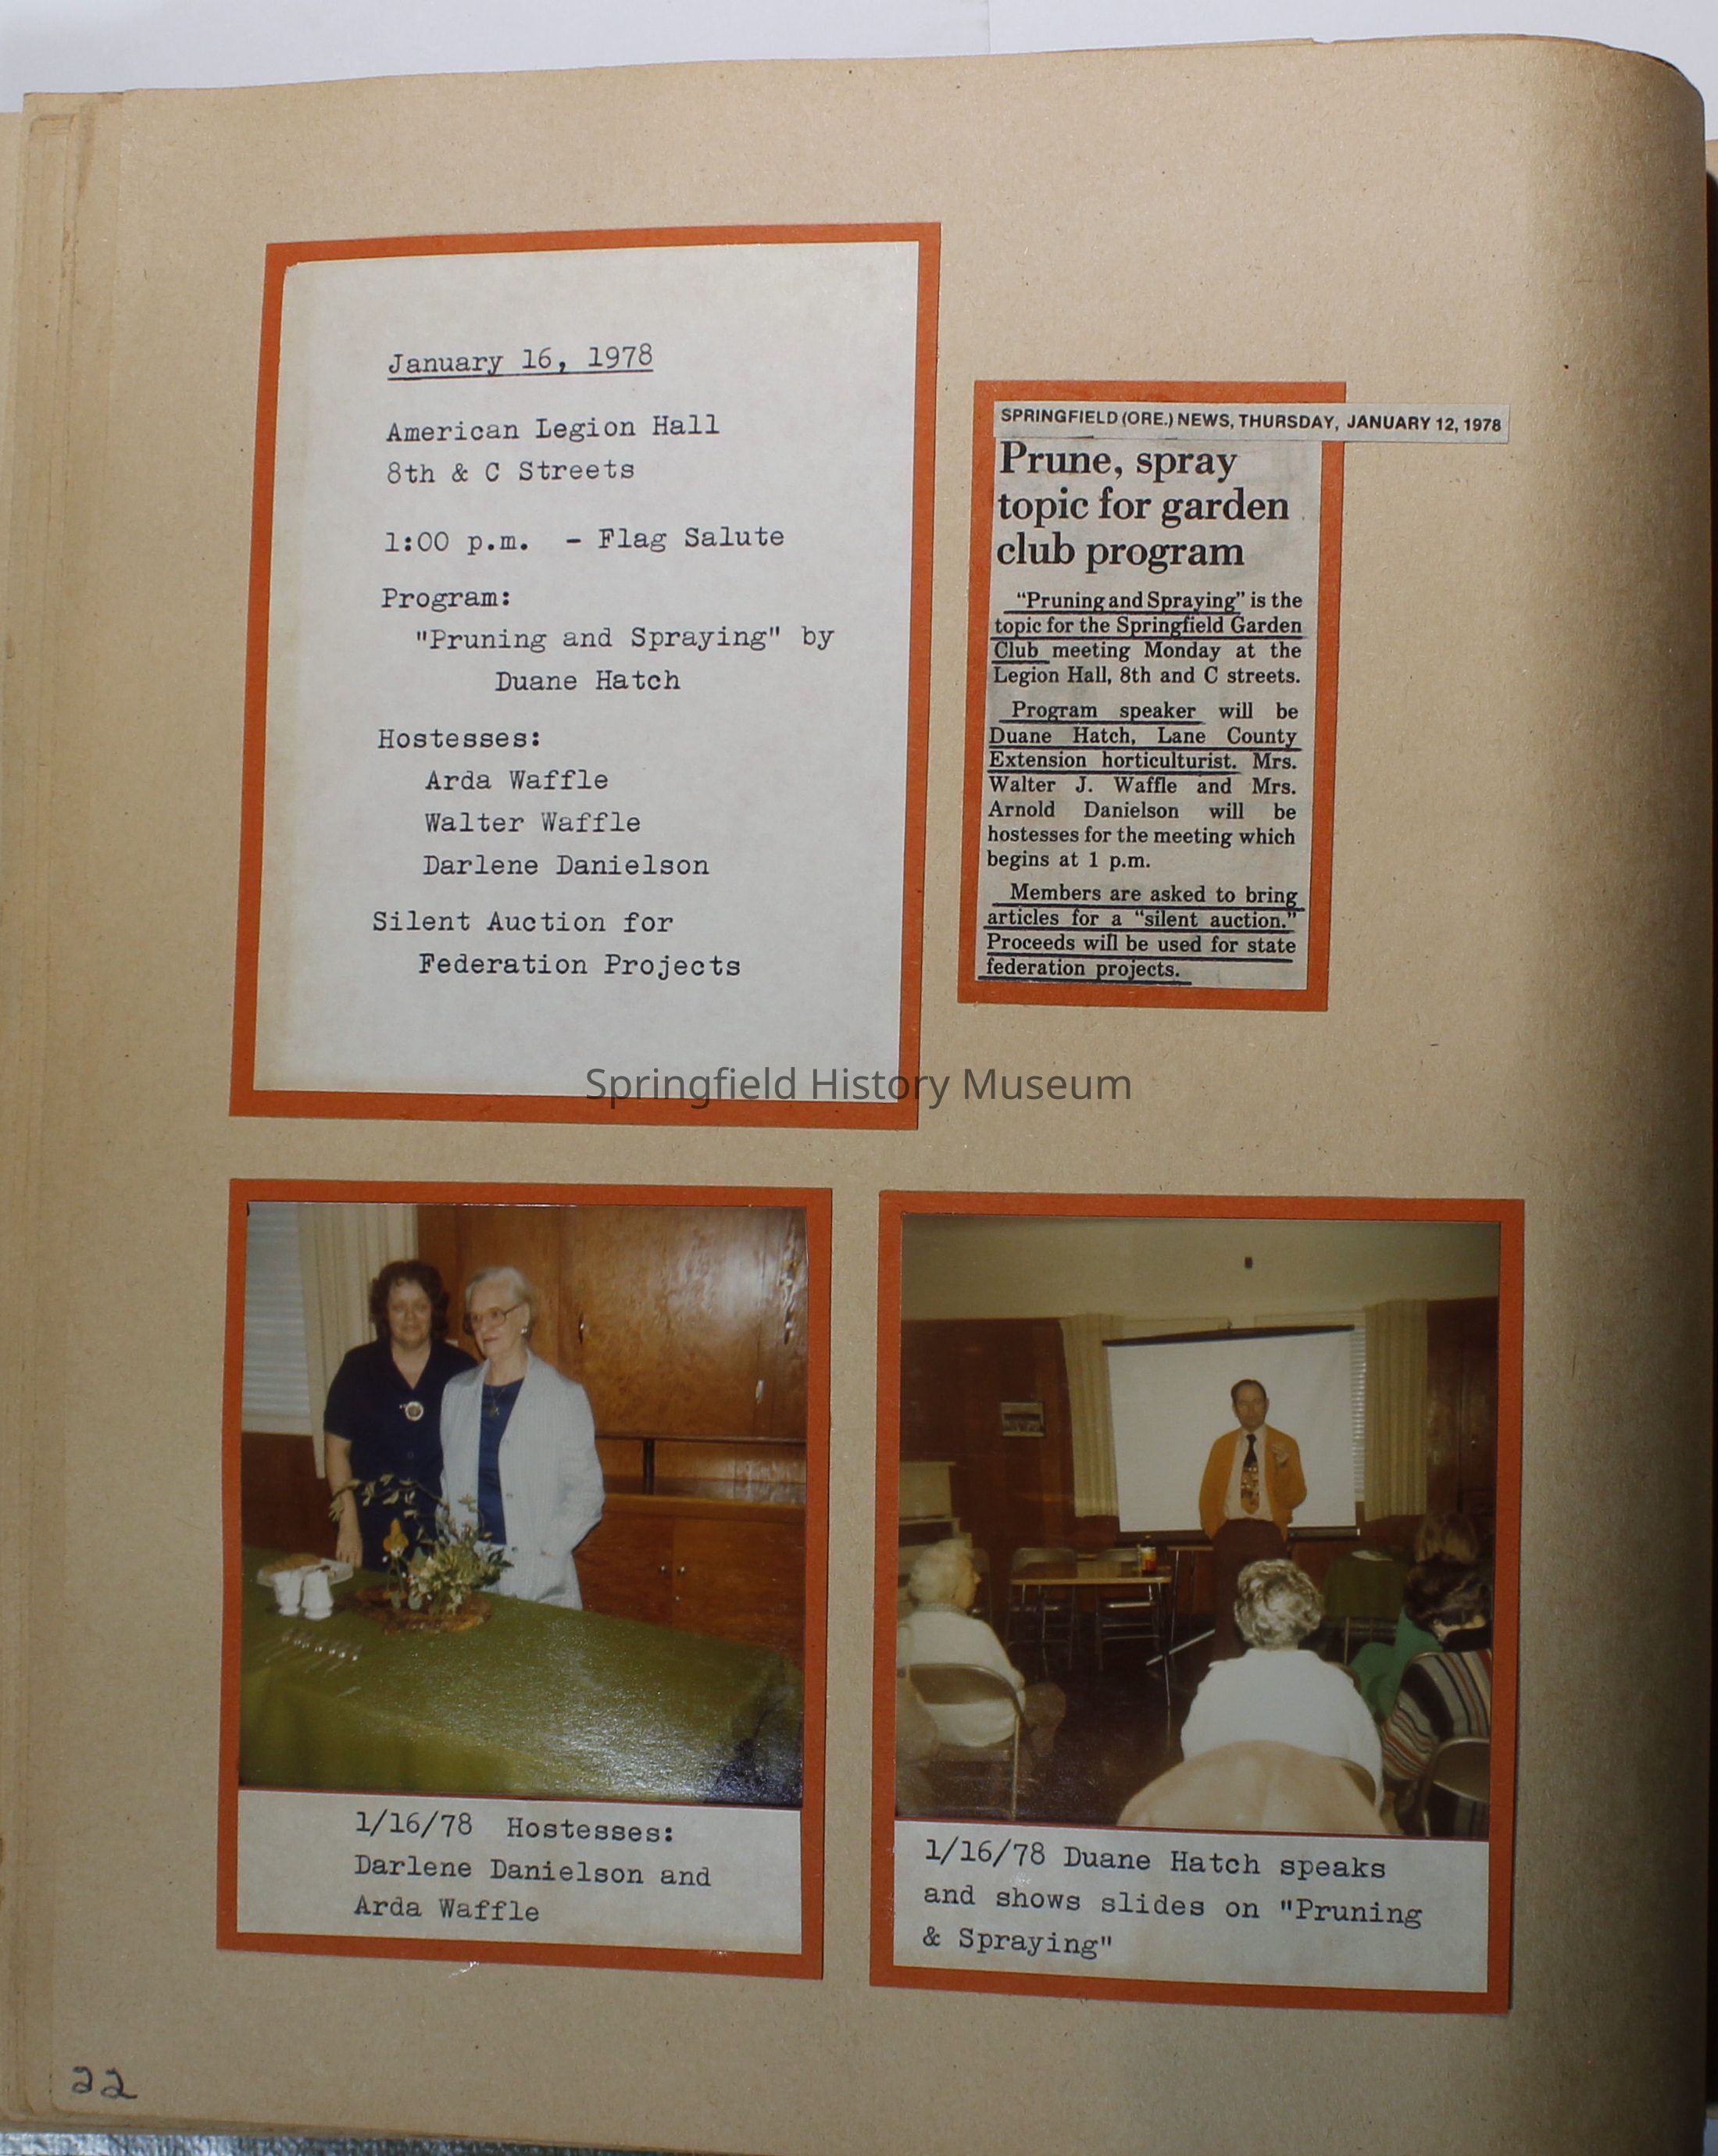 January 16, 1978
American Legion Hall
8th & C Streets
1:00 p.m. - Flag Salute
Program:
"Pruning and Spraying" by
Duane Hatch
Hostesses:
Arda Waffle
Walter Waffle
Darlene Danielson
Silent Auction for
Federation Projects
SPRINGFIELD (ORE.) NEWS, THURSDAY, JANUARY 12, 1978
Prune, spray
topic for garden
club program
"Pruning and Spraying" is the
topic for the Springfield Garden
Club meeting Monday at the
Legion Hall, 8th and C streets.
Program speaker will be
Duane Hatch, Lane County
Extension horticulturist. Mrs.
Walter J. Waffle and Mrs.
Arnold Danielson will be
hostesses for the meeting which
begins at 1 p.m.
Members are asked to bring
articles for a "silent auction."
Proceeds will be used for state
federation projects.
Springfield History Museum
1/16/78 Hostesses:
Darlene Danielson and
Arda Waffle
1/16/78 Duane Hatch speaks
and shows slides on "Pruning
& Spraying"
22